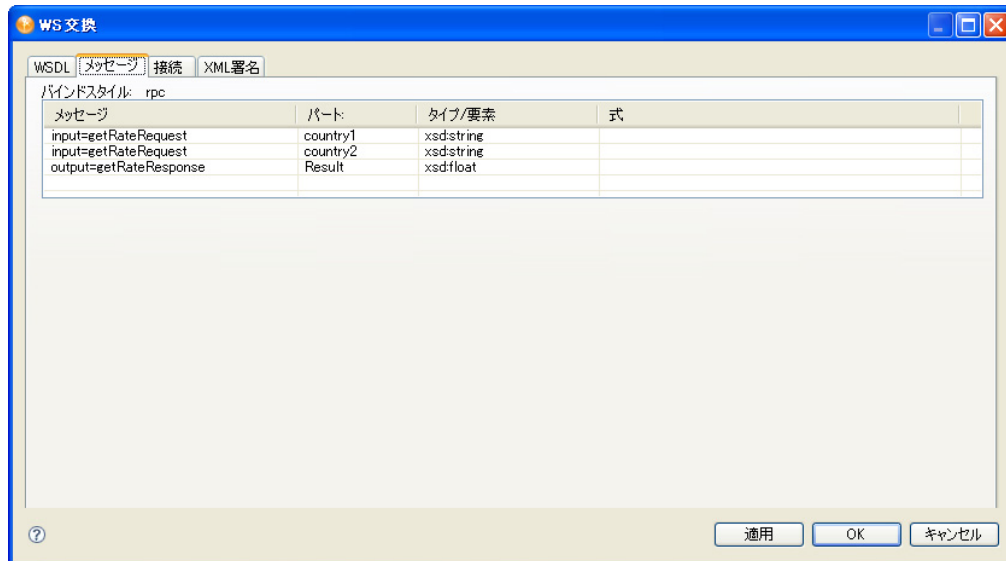 WS交換
WSDL メッセージ 接続 XML署名
バインドスタイル: rpc
メッセージ パート: タイプ/要素 式
input=getRateRequest country1 xsd:string
input=getRateRequest country2 xsd:string
output=getRateResponse Result xsd:float
適用 OK キャンセル